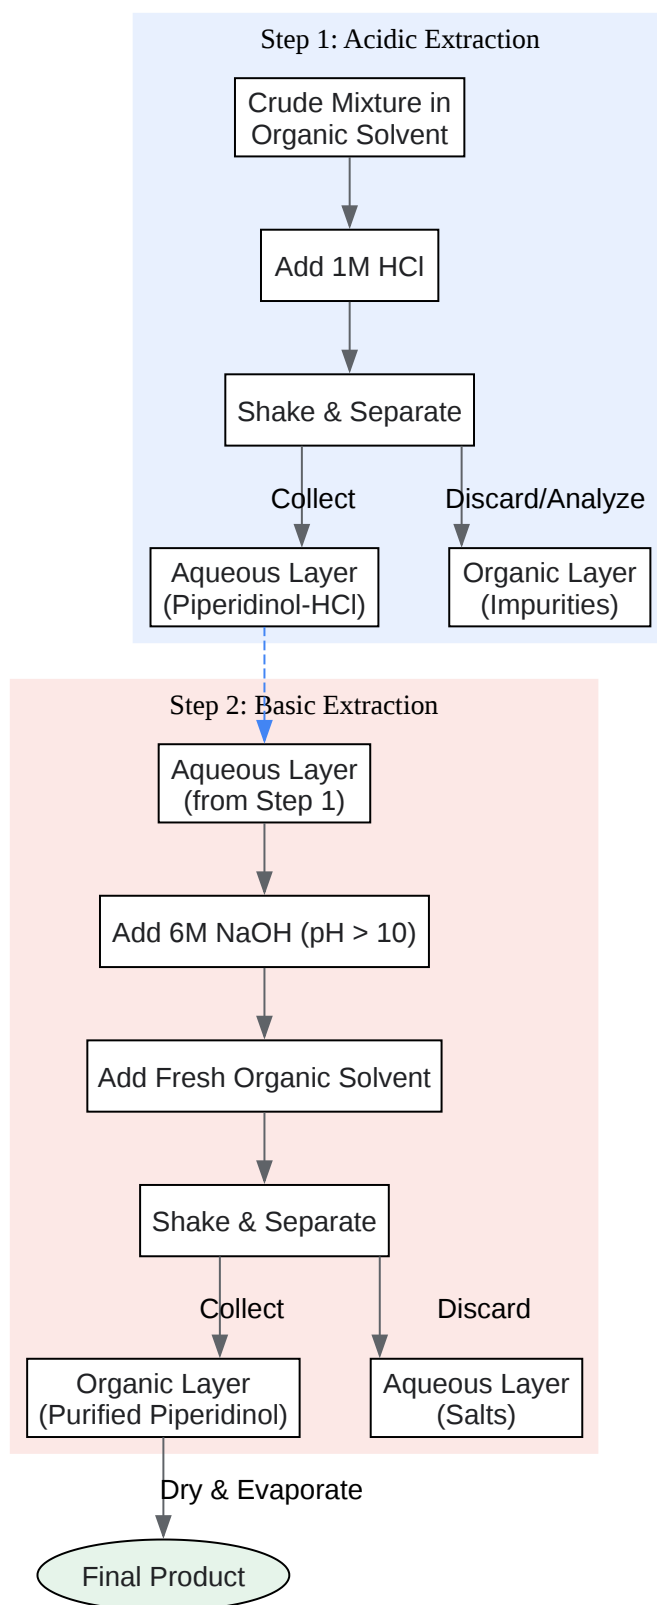 Step 1: Acidic Extraction
Crude Mixture in
Organic Solvent
Add 1M HCl
Shake & Separate
Collect
Discard/Analyze
Aqueous Layer
(Piperidinol-HCl)
Organic Layer
(Impurities)
Step 2: Basic Extraction
Aqueous Layer
(from Step 1)
Add 6M NaOH (pH > 10)
Add Fresh Organic Solvent
Shake & Separate
Collect
Discard
Organic Layer
(Purified Piperidinol)
Aqueous Layer
(Salts)
Dry & Evaporate
Final Product